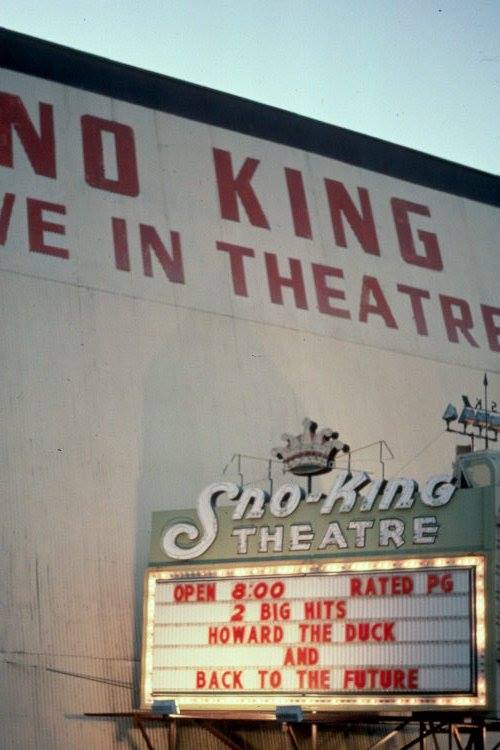 NO KING
VE IN THEATRE
Sno-King
THEATRE
OPEN 8:00 RATED PG
2 BIG HITS
HOWARD THE DUCK
AND
BACK TO THE FUTURE